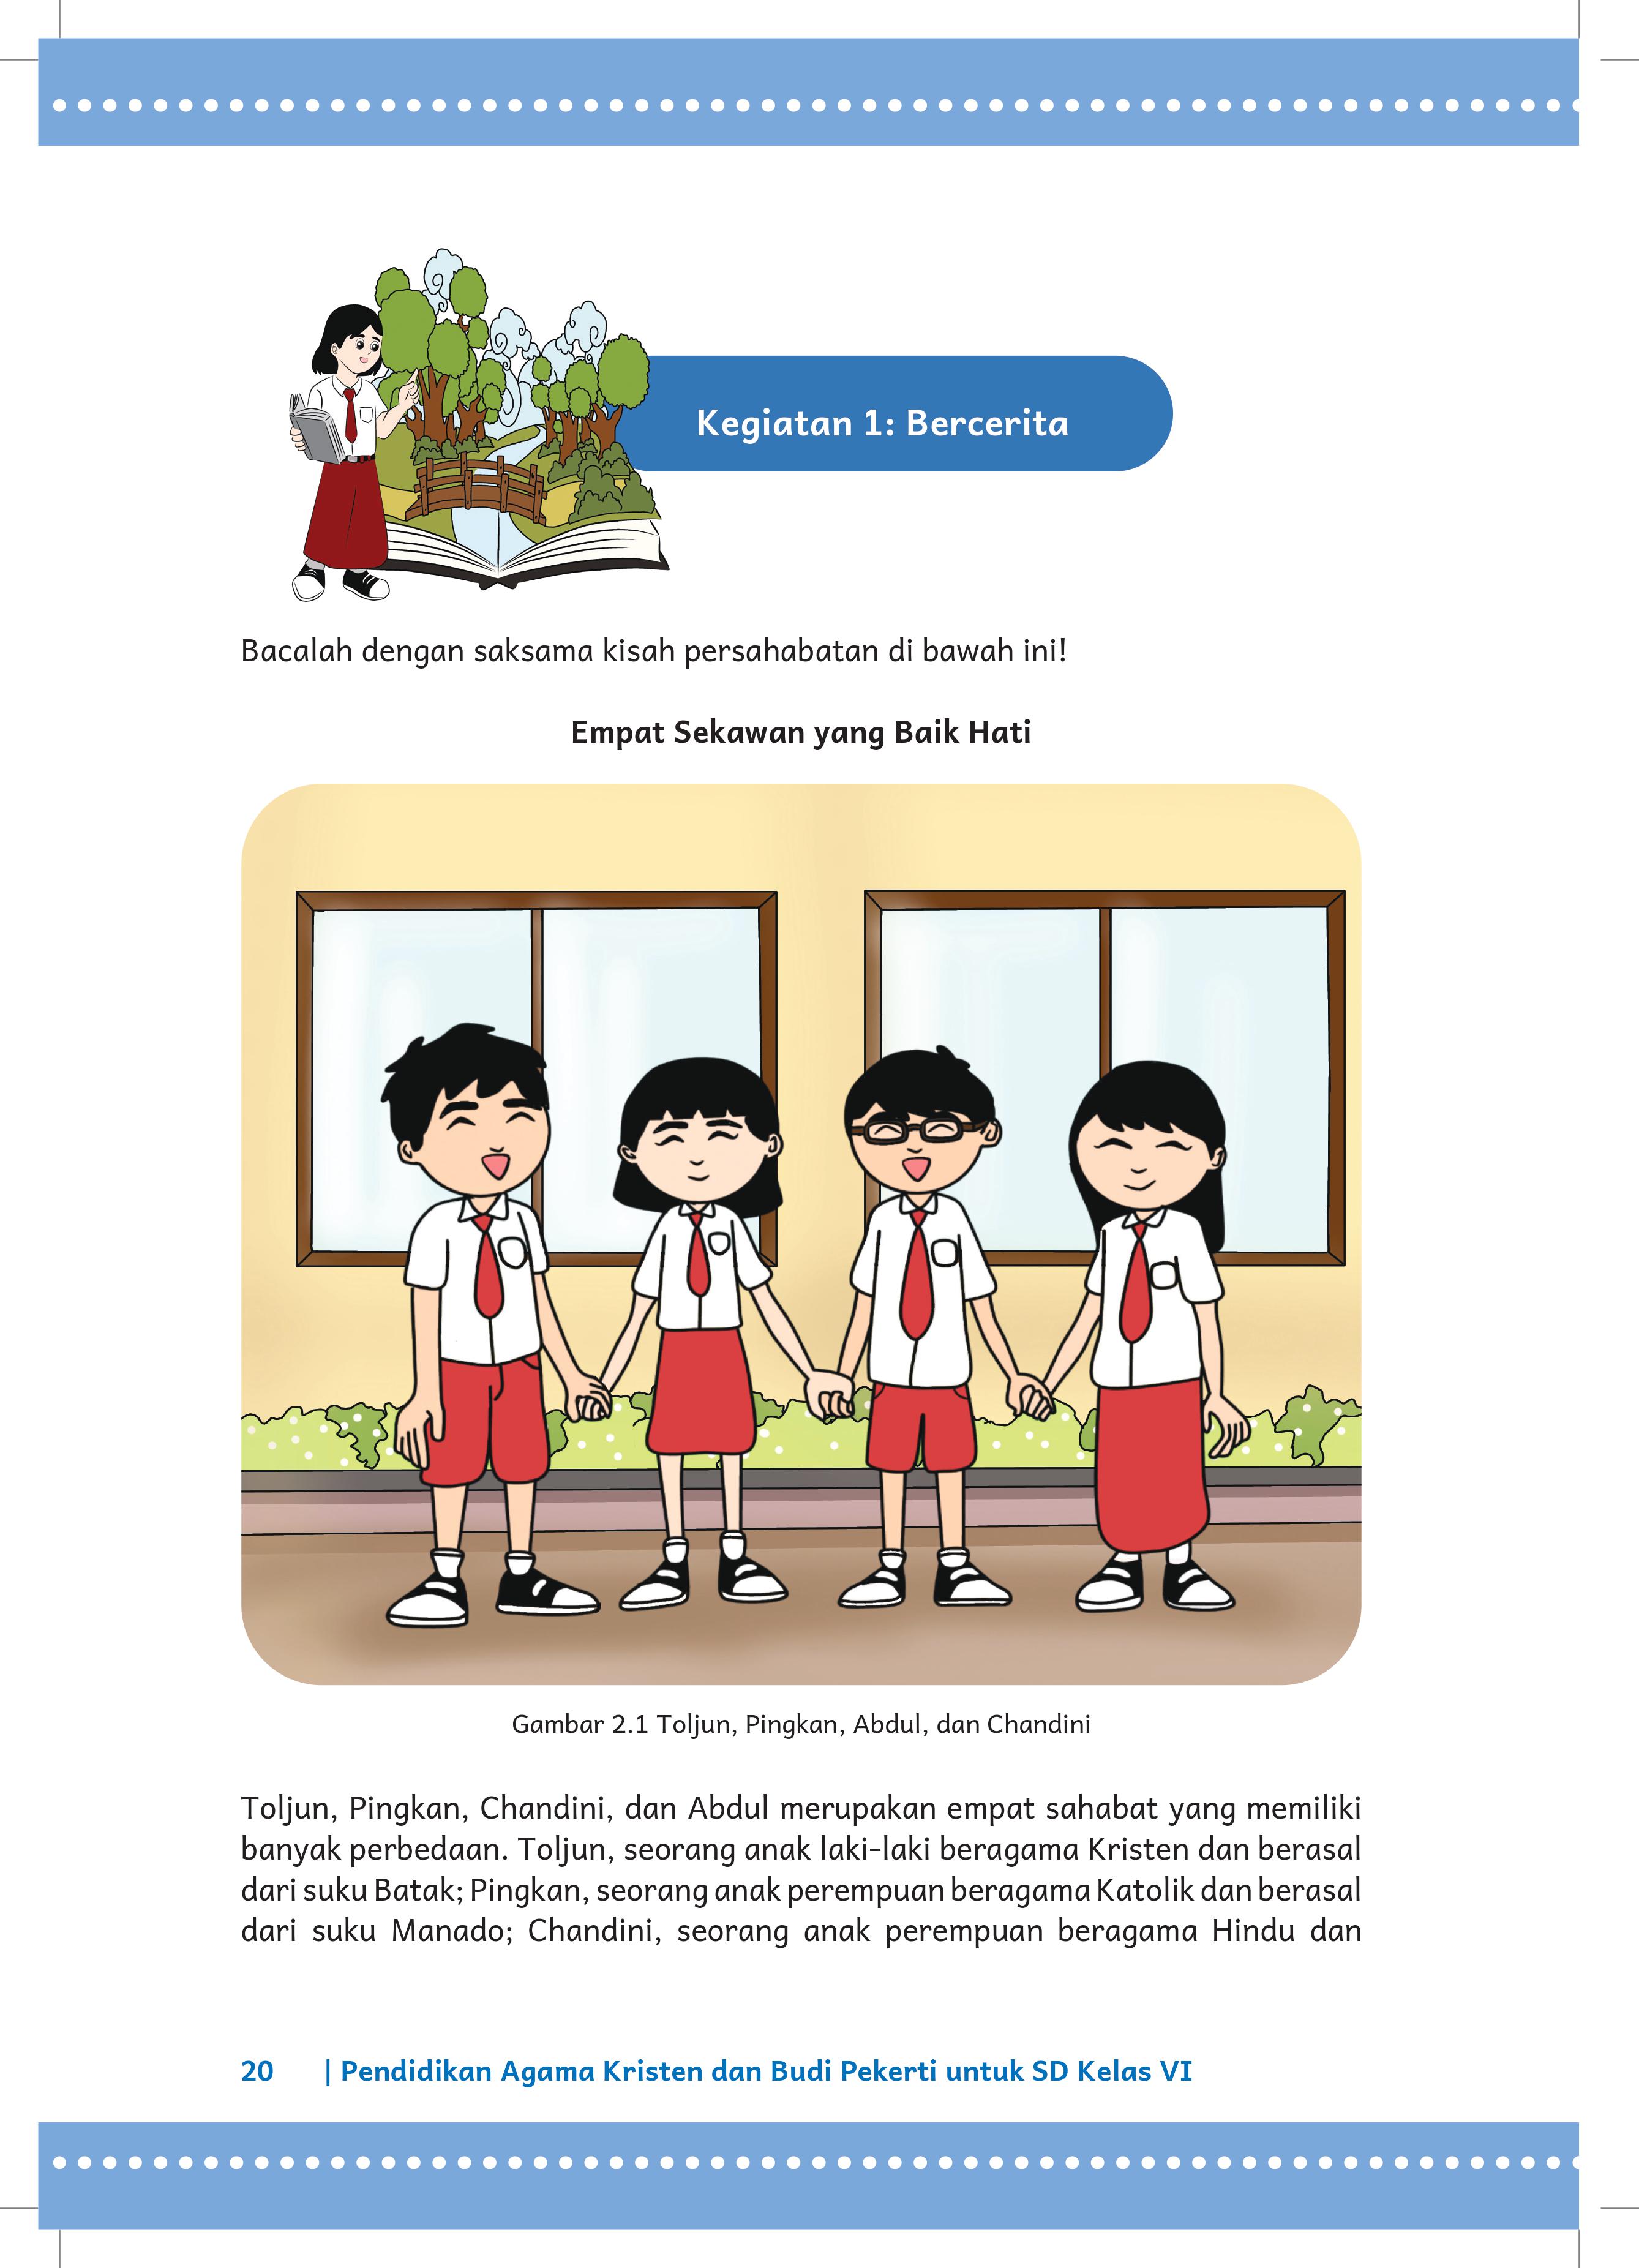 Kegiatan 1: Bercerita
Bacalah dengan saksama kisah persahabatan di bawah ini!
Empat Sekawan yang Baik Hati
Gambar 2.1 Toljun, Pingkan, Abdul, dan Chandini
Toljun, Pingkan, Chandini, dan Abdul merupakan empat sahabat yang memiliki
banyak perbedaan. Toljun, seorang anak laki-laki beragama Kristen dan berasal
dari suku Batak; Pingkan, seorang anak perempuan beragama Katolik dan berasal
dari suku Manado; Chandini, seorang anak perempuan beragama Hindu dan
20 | Pendidikan Agama Kristen dan Budi Pekerti untuk SD Kelas VI